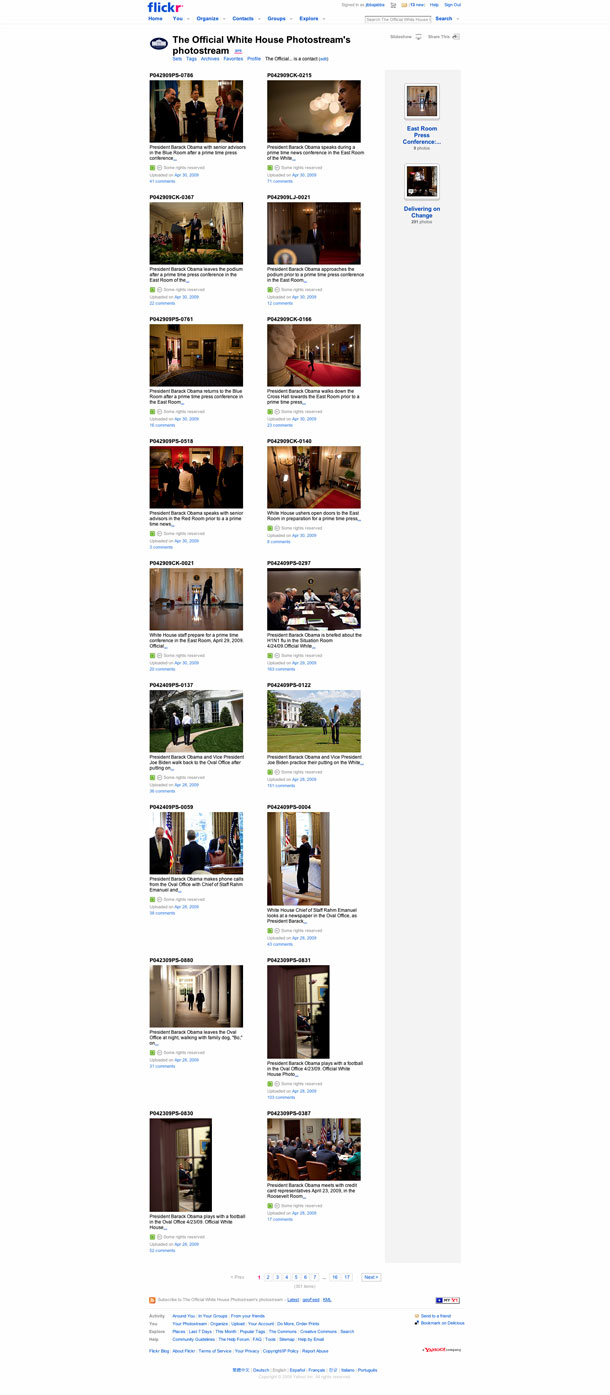 flickr
Signed in as jbbajabba (15 new) Help Sign Out
Home You Organize Contacts Groups Explore
Search The Official White House Search
The Official White House Photostream's
photostream pro
Slideshow Share This
Sets Tags Archives Favorites Profile The Official... is a contact (edit)
P042909PS-0786
President Barack Obama with senior advisors
in the Blue Room after a prime time press
conference...
Some rights reserved
Uploaded on Apr 30, 2009
41 comments
P042909CK-0215
President Barack Obama speaks during a
prime time news conference in the East Room
of the White...
Some rights reserved
Uploaded on Apr 30, 2009
71 comments
East Room
Press
Conference:...
9 photos
Delivering on
Change
291 photos
P042909CK-0367
President Barack Obama leaves the podium
after a prime time press conference in the
East Room of the...
Some rights reserved
Uploaded on Apr 30, 2009
22 comments
P042909LJ-0021
President Barack Obama approaches the
podium prior to a prime time press conference
in the East Room...
Some rights reserved
Uploaded on Apr 30, 2009
12 comments
P042909PS-0761
President Barack Obama returns to the Blue
Room after a prime time press conference in
the East Room...
Some rights reserved
Uploaded on Apr 30, 2009
16 comments
P042909CK-0166
President Barack Obama walks down the
Cross Hall towards the East Room prior to a
prime time press...
Some rights reserved
Uploaded on Apr 30, 2009
23 comments
P042909PS-0518
President Barack Obama speaks with senior
advisors in the Red Room prior to a a prime
time news...
Some rights reserved
Uploaded on Apr 30, 2009
3 comments
P042909CK-0140
White House ushers open doors to the East
Room in preparation for a prime time press...
Some rights reserved
Uploaded on Apr 30, 2009
8 comments
P042909CK-0021
White House staff prepare for a prime time
conference in the East Room, April 29, 2009.
Official...
Some rights reserved
Uploaded on Apr 30, 2009
20 comments
P042409PS-0297
President Barack Obama is briefed about the
H1N1 flu in the Situation Room
4/24/09.Official White...
Some rights reserved
Uploaded on Apr 28, 2009
163 comments
P042409PS-0137
President Barack Obama and Vice President
Joe Biden walk back to the Oval Office after
putting on...
Some rights reserved
Uploaded on Apr 28, 2009
36 comments
P042409PS-0122
President Barack Obama and Vice President
Joe Biden practice their putting on the White...
Some rights reserved
Uploaded on Apr 28, 2009
151 comments
P042409PS-0059
President Barack Obama makes phone calls
from the Oval Office with Chief of Staff Rahm
Emanuel and...
Some rights reserved
Uploaded on Apr 28, 2009
39 comments
P042409PS-0004
White House Chief of Staff Rahm Emanuel
looks at a newspaper in the Oval Office, as
President Barack...
Some rights reserved
Uploaded on Apr 28, 2009
43 comments
P042309PS-0880
President Barack Obama leaves the Oval
Office at night, walking with family dog, "Bo,"
on...
Some rights reserved
Uploaded on Apr 28, 2009
31 comments
P042309PS-0831
President Barack Obama plays with a football
in the Oval Office 4/23/09. Official White
House Photo...
Some rights reserved
Uploaded on Apr 28, 2009
103 comments
P042309PS-0830
President Barack Obama plays with a football
in the Oval Office 4/23/09. Official White
House...
Some rights reserved
Uploaded on Apr 28, 2009
52 comments
P042309PS-0387
President Barack Obama meets with credit
card representatives April 23, 2009, in the
Roosevelt Room...
Some rights reserved
Uploaded on Apr 28, 2009
17 comments
< Prev 1 2 3 4 5 6 7 ... 16 17 Next >
(301 items)
Subscribe to The Official White House Photostream's photostream - Latest geoFeed KML
MY Y!
Activity Around You In Your Groups From your friends
You Your Photostream Organize Upload Your Account Do More, Order Prints
Explore Places Last 7 Days This Month Popular Tags The Commons Creative Commons Search
Help Community Guidelines The Help Forum FAQ Tools Sitemap Help by Email
Send to a friend
Bookmark on Delicious
Flickr Blog About Flickr Terms of Service Your Privacy Copyright/IP Policy Report Abuse
a YAHOO! company
繁體中文 Deutsch English Español Français 한글 Italiano Português
Copyright © 2009 Yahoo! Inc. All rights reserved.